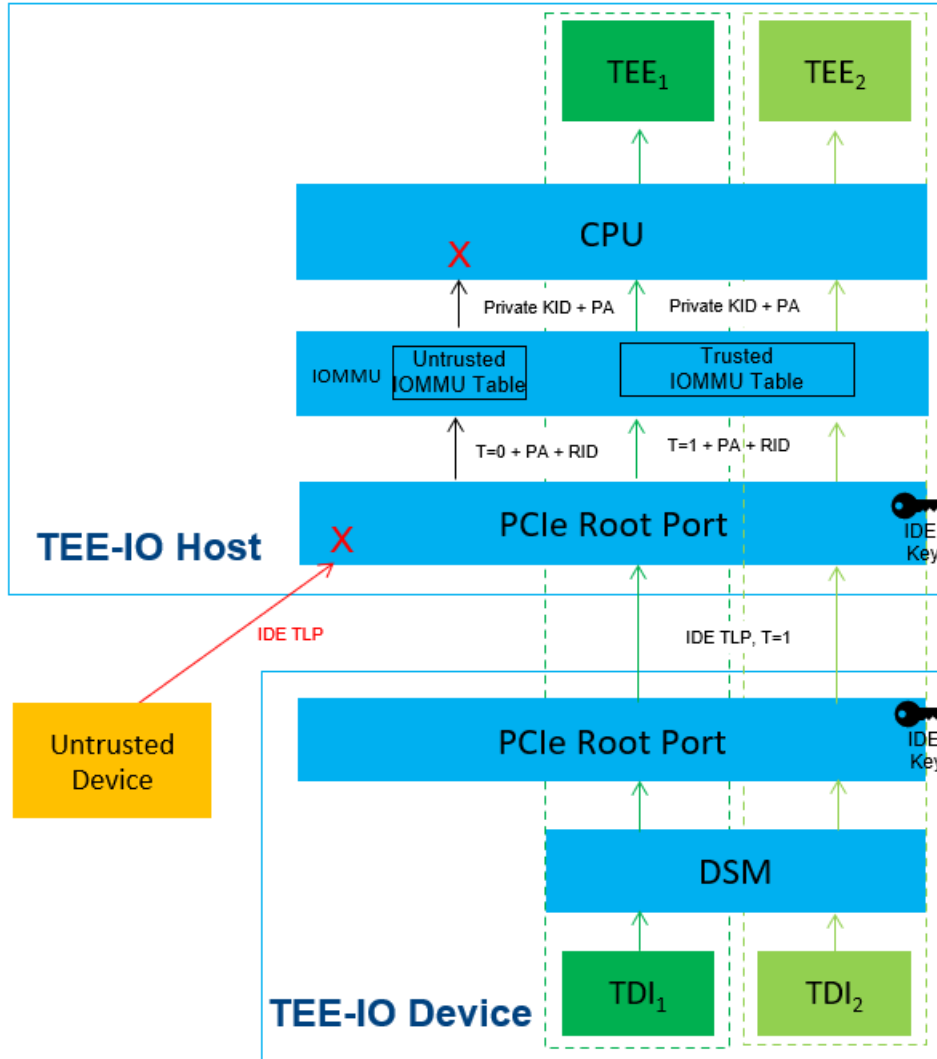 TEE1 TEE2
CPU
X
Private KID + PA Private KID + PA
IOMMU
Untrusted
IOMMU Table
Trusted
IOMMU Table
T=0 + PA + RID T=1 + PA + RID
PCIe Root Port
X
IDE
Key
TEE-IO Host
IDE TLP
IDE TLP, T=1
Untrusted
Device
PCIe Root Port
IDE
Key
DSM
TDI1 TDI2
TEE-IO Device